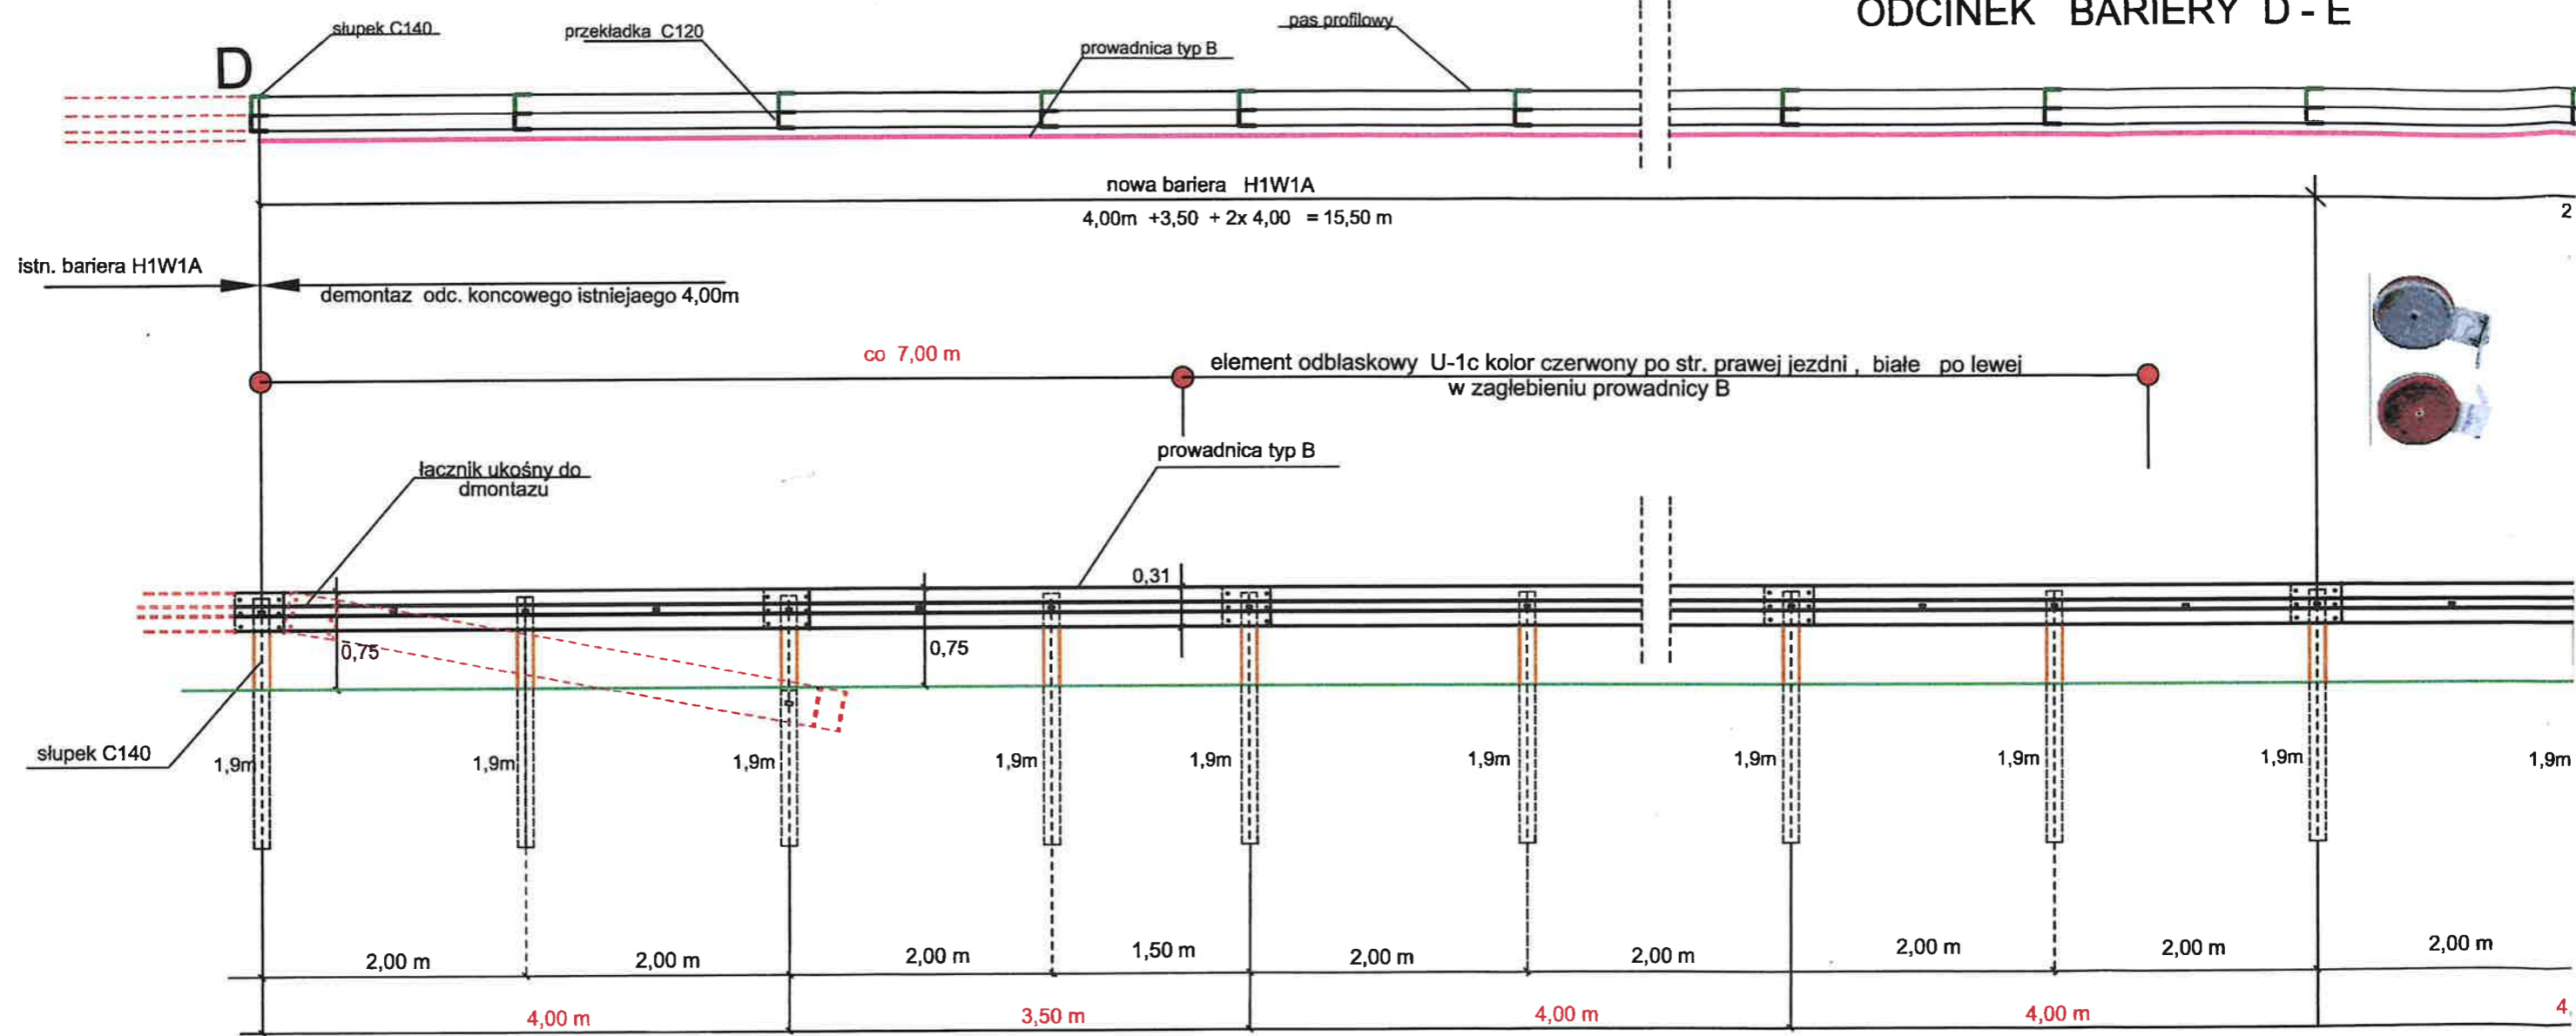 ODCINEK BARIERY D - E
słupek C140
przekładka C120
pas profilowy
prowadnica typ B
D
nowa bariera H1W1A
4,00m +3,50 + 2x 4,00 = 15,50 m
2
istn. bariera H1W1A
demontaz odc. koncowego istniejaego 4,00m
co 7,00 m
element odblaskowy U-1c kolor czerwony po str. prawej jezdni , białe po lewej
w zagłebieniu prowadnicy B
prowadnica typ B
łacznik ukośny do
dmontazu
0,31
0,75
0,75
słupek C140
1,9m
1,9m
1,9m
1,9m
1,9m
1,9m
1,9m
1,9m
1,9m
1,9m
2,00 m
2,00 m
2,00 m
1,50 m
2,00 m
2,00 m
2,00 m
2,00 m
2,00 m
4,00 m
3,50 m
4,00 m
4,00 m
4,